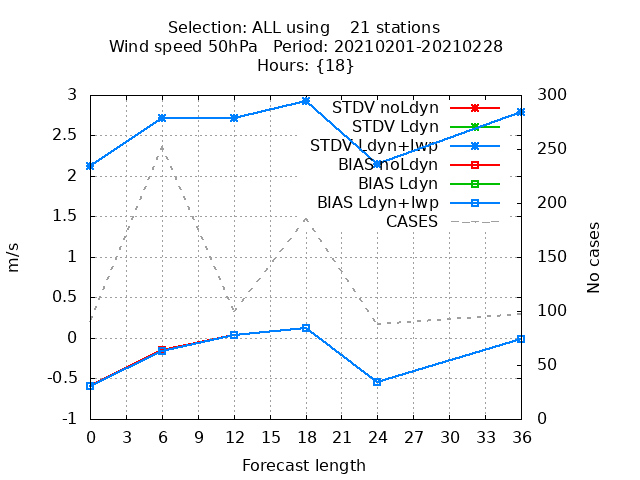 Selection: ALL using    21 stations
Wind speed 50hPa   Period: 20210201-20210228
Hours: {18}
STDV noLdyn
STDV Ldyn
STDV Ldyn+lwp
BIAS noLdyn
BIAS Ldyn
BIAS Ldyn+lwp
CASES
3
2.5
2
1.5
1
0.5
0
-0.5
-1
m/s
300
250
200
150
100
50
0
No cases
0 3 6 9 12 15 18 21 24 27 30 33 36
Forecast length